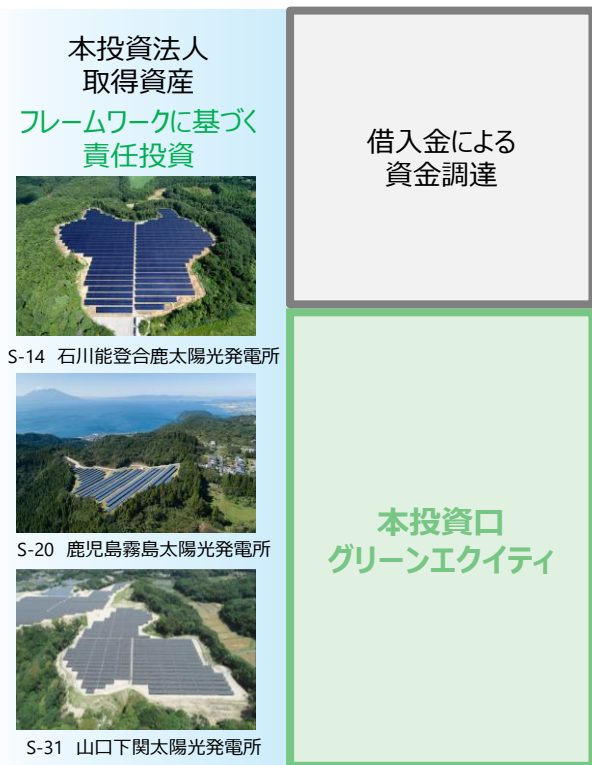 本投資法人
取得資産
フレームワークに基づく
責任投資
S-14 石川能登合鹿太陽光発電所
S-20 鹿児島霧島太陽光発電所
S-31 山口下関太陽光発電所
借入金による
資金調達
本投資口
グリーンエクイティ